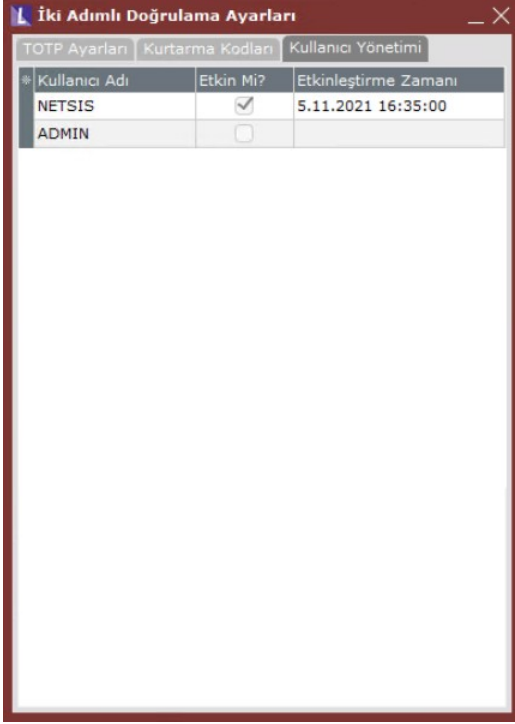 İki Adımlı Doğrulama Ayarları
TOTP Ayarları Kurtarma Kodları Kullanıcı Yönetimi
Kullanıcı Adı Etkin Mi? Etkinleştirme Zamanı
NETSIS 5.11.2021 16:35:00
ADMIN